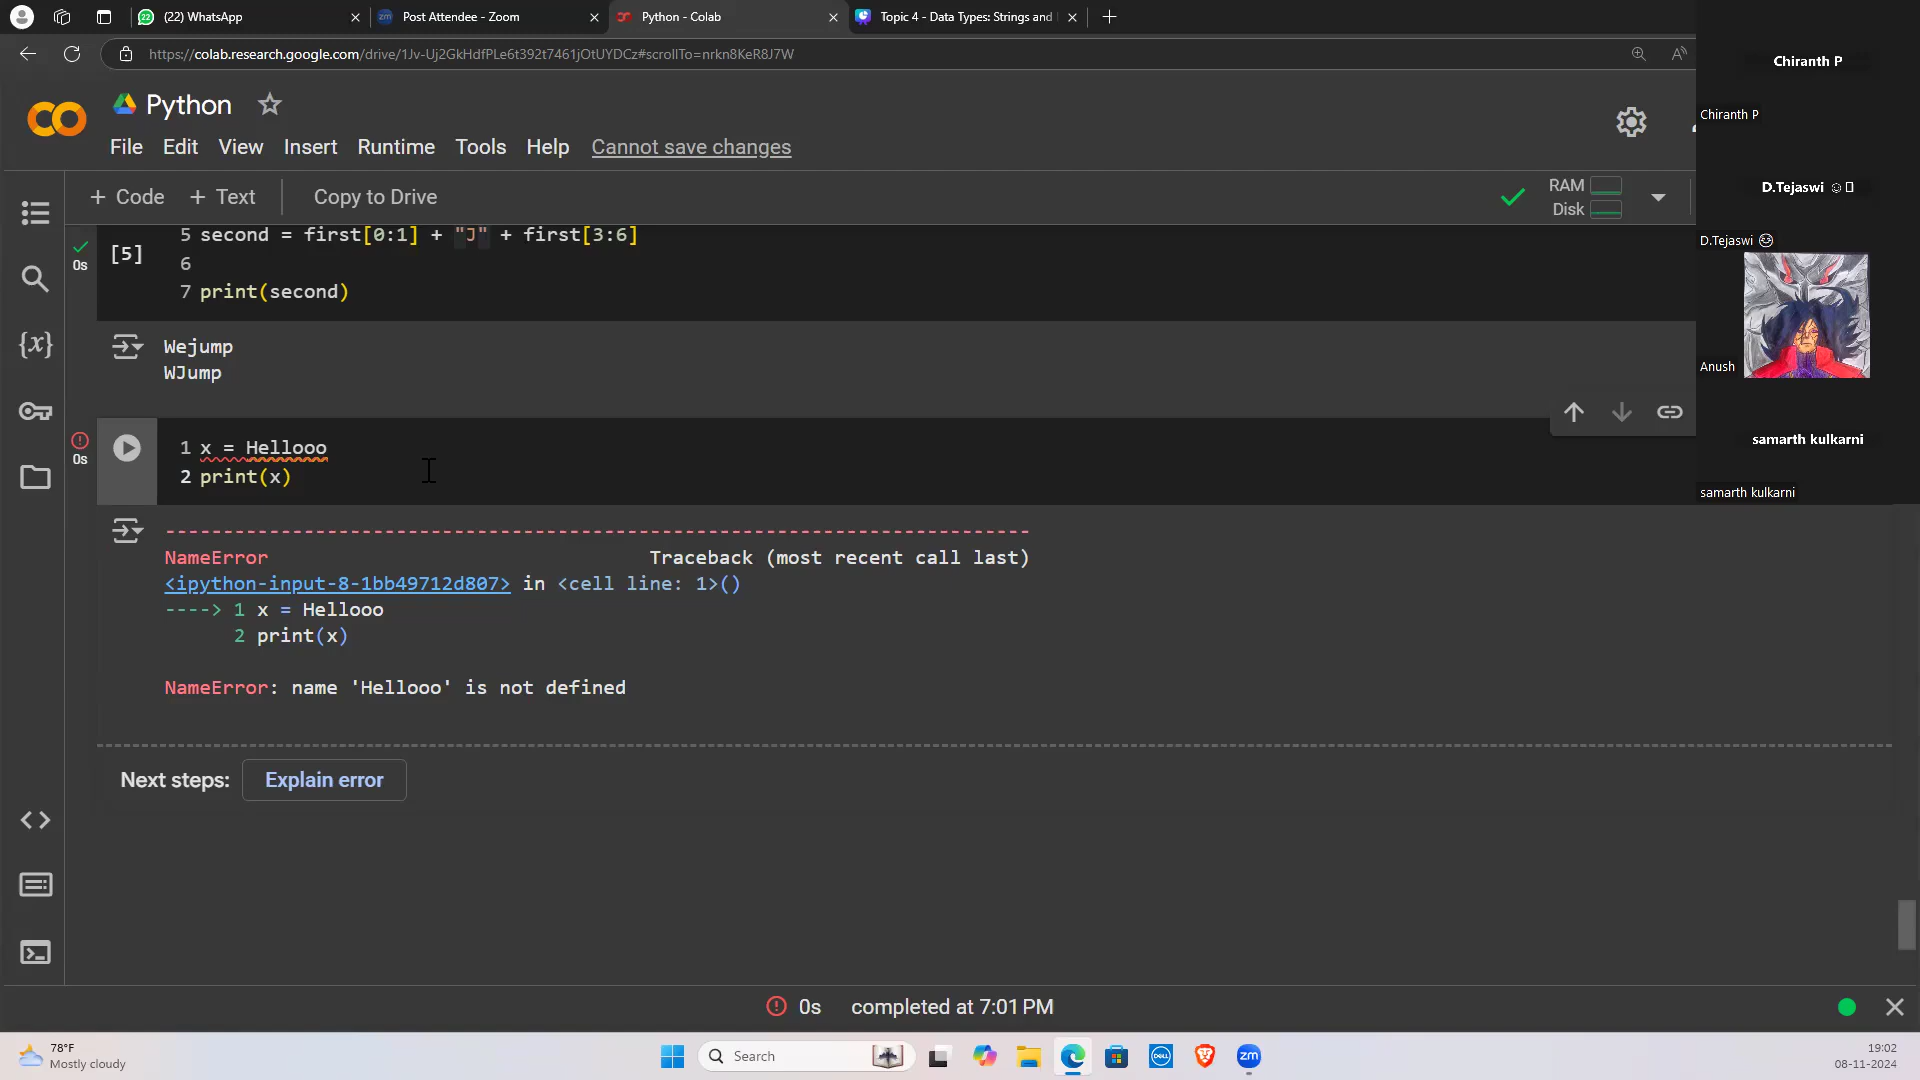 (22) WhatsApp
Post Attendee - Zoom
Python - Colab
Topic 4 - Data Types: Strings and
https://colab.research.google.com/drive/1Jv-Uj2GkHdfPLe6t392t7461jOtUYDCz#scrollTo=nrkn8KeR8J7W
Python
File Edit View Insert Runtime Tools Help Cannot save changes
+ Code + Text Copy to Drive
RAM
Disk
5 second = first[0:1] + "J" + first[3:6]
[5]
0s
6
7 print(second)
Wejump
WJump
0s
1 x = Hellooo
2 print(x)
--------------------------------------------------------------------------
NameError Traceback (most recent call last)
<ipython-input-8-1bb49712d807> in <cell line: 1>()
----> 1 x = Hellooo
2 print(x)
NameError: name 'Hellooo' is not defined
Next steps: Explain error
0s completed at 7:01 PM
Chiranth P
Chiranth P
D.Tejaswi ☺
D.Tejaswi
Anush
samarth kulkarni
samarth kulkarni
78°F
Mostly cloudy
Search
DELL
zm
19:02
08-11-2024